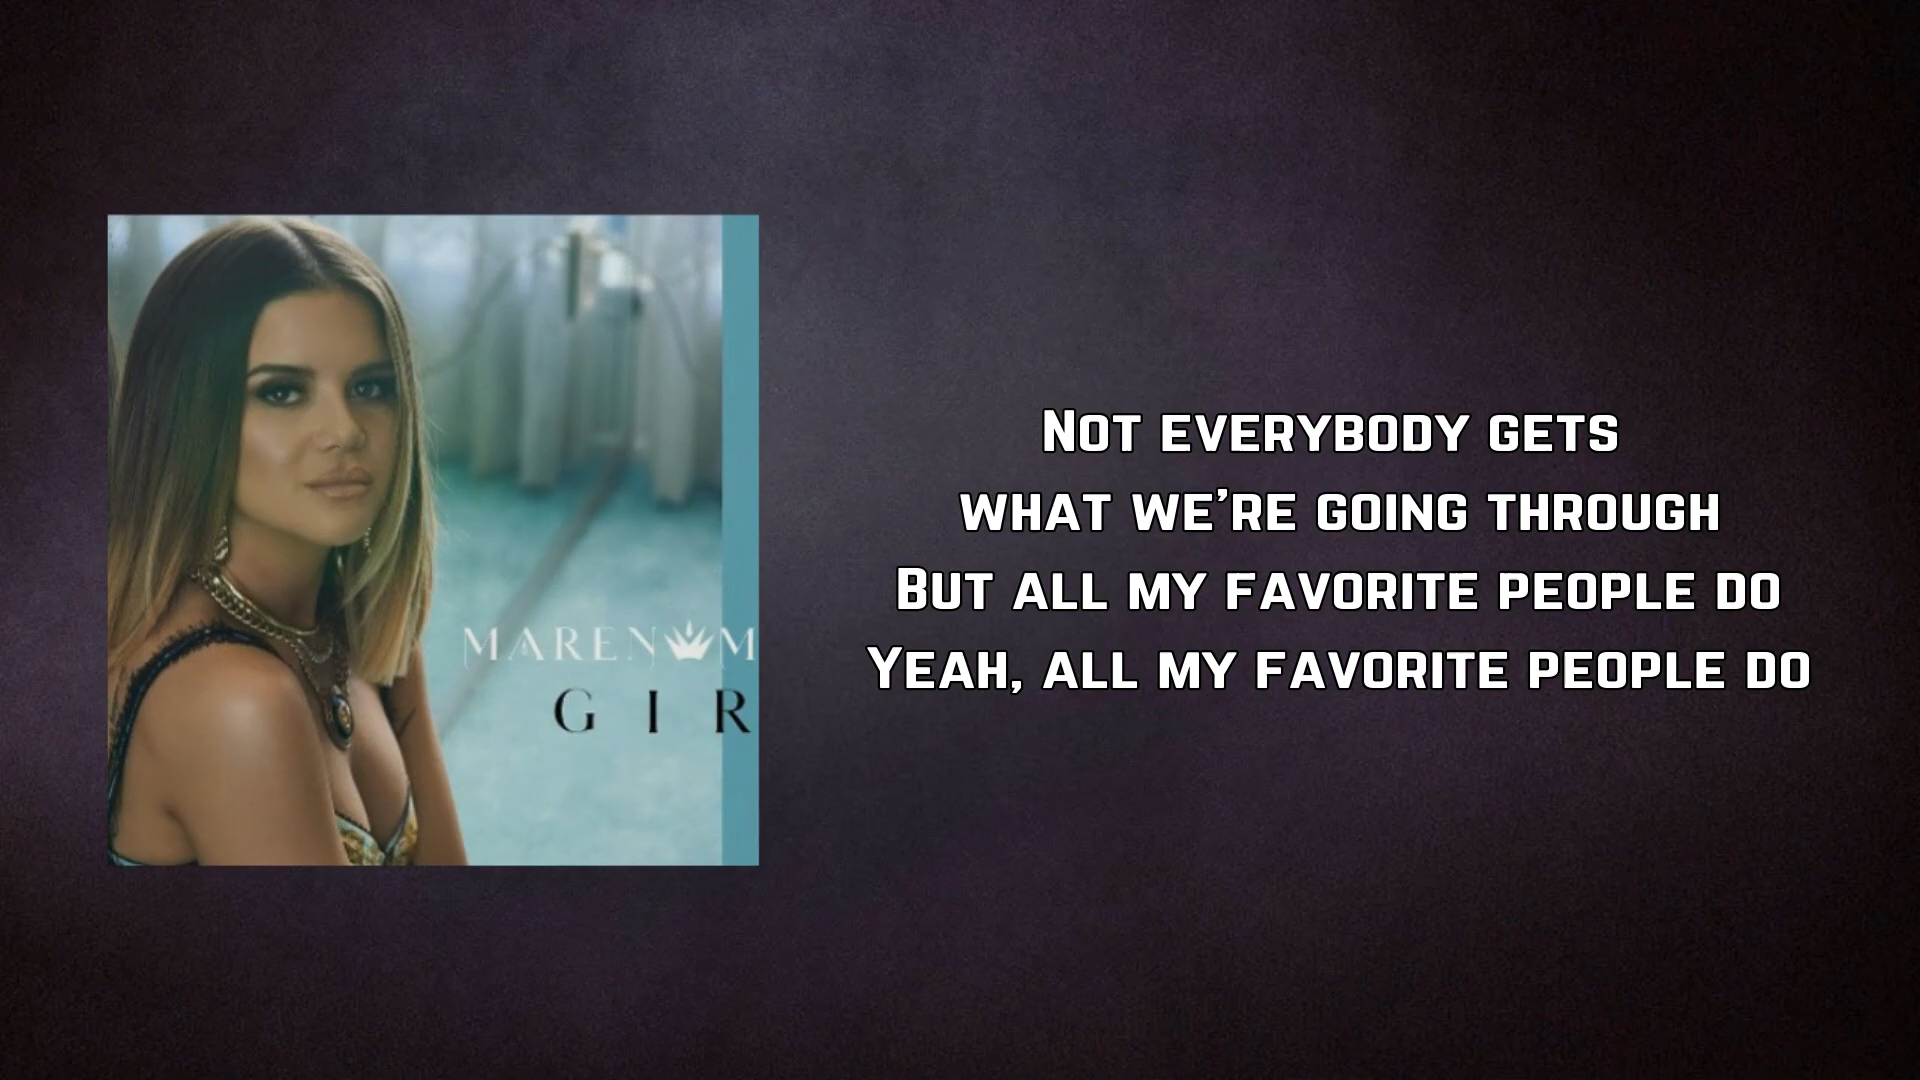 MAREN M
GIR
Not everybody gets
what we’re going through
But all my favorite people do
Yeah, all my favorite people do